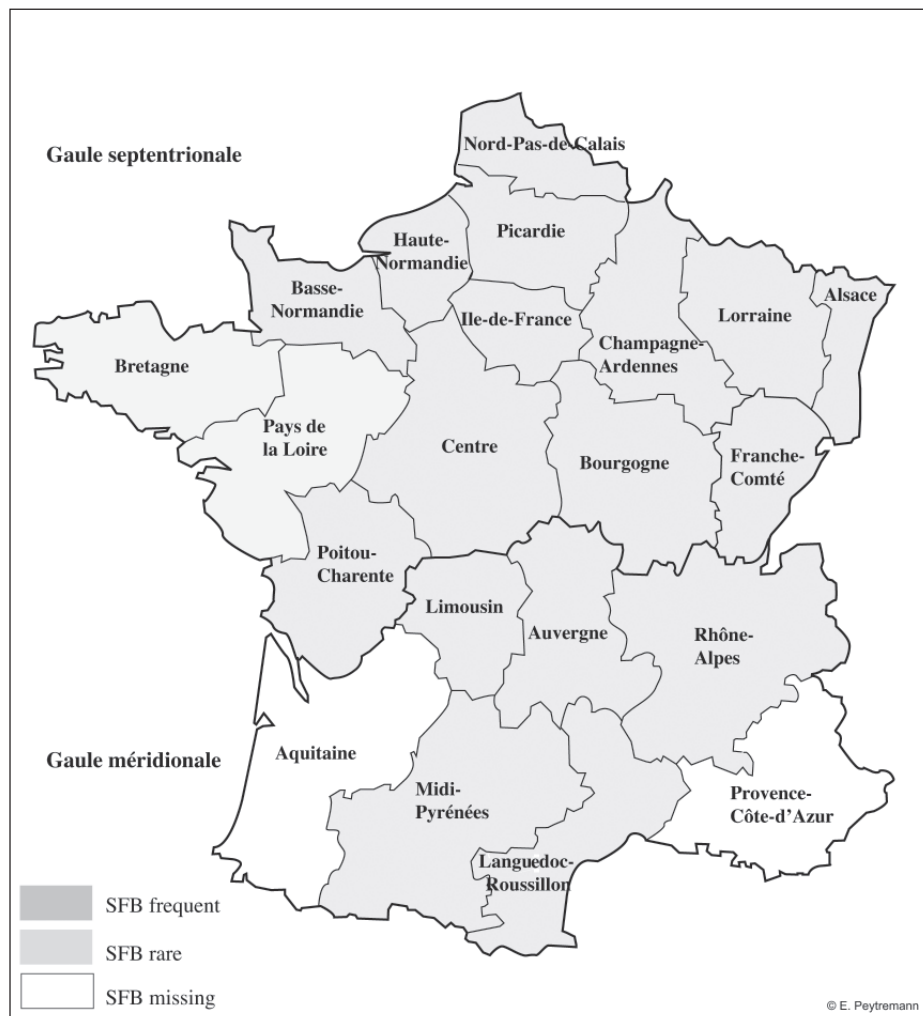 Nord-Pas-de-Calais
Gaule septentrionale
Picardie
Haute-
Normandie
Basse-
Normandie
Ile-de-France
Champagne-
Ardennes
Lorraine
Alsace
Bretagne
Pays de
la Loire
Centre
Bourgogne
Franche-
Comté
Poitou-
Charente
Limousin
Auvergne
Rhône-
Alpes
Gaule méridionale
Aquitaine
Midi-
Pyrénées
Provence-
Côte-d'Azur
Languedoc-
Roussillon
SFB frequent
SFB rare
SFB missing
© E. Peytremann